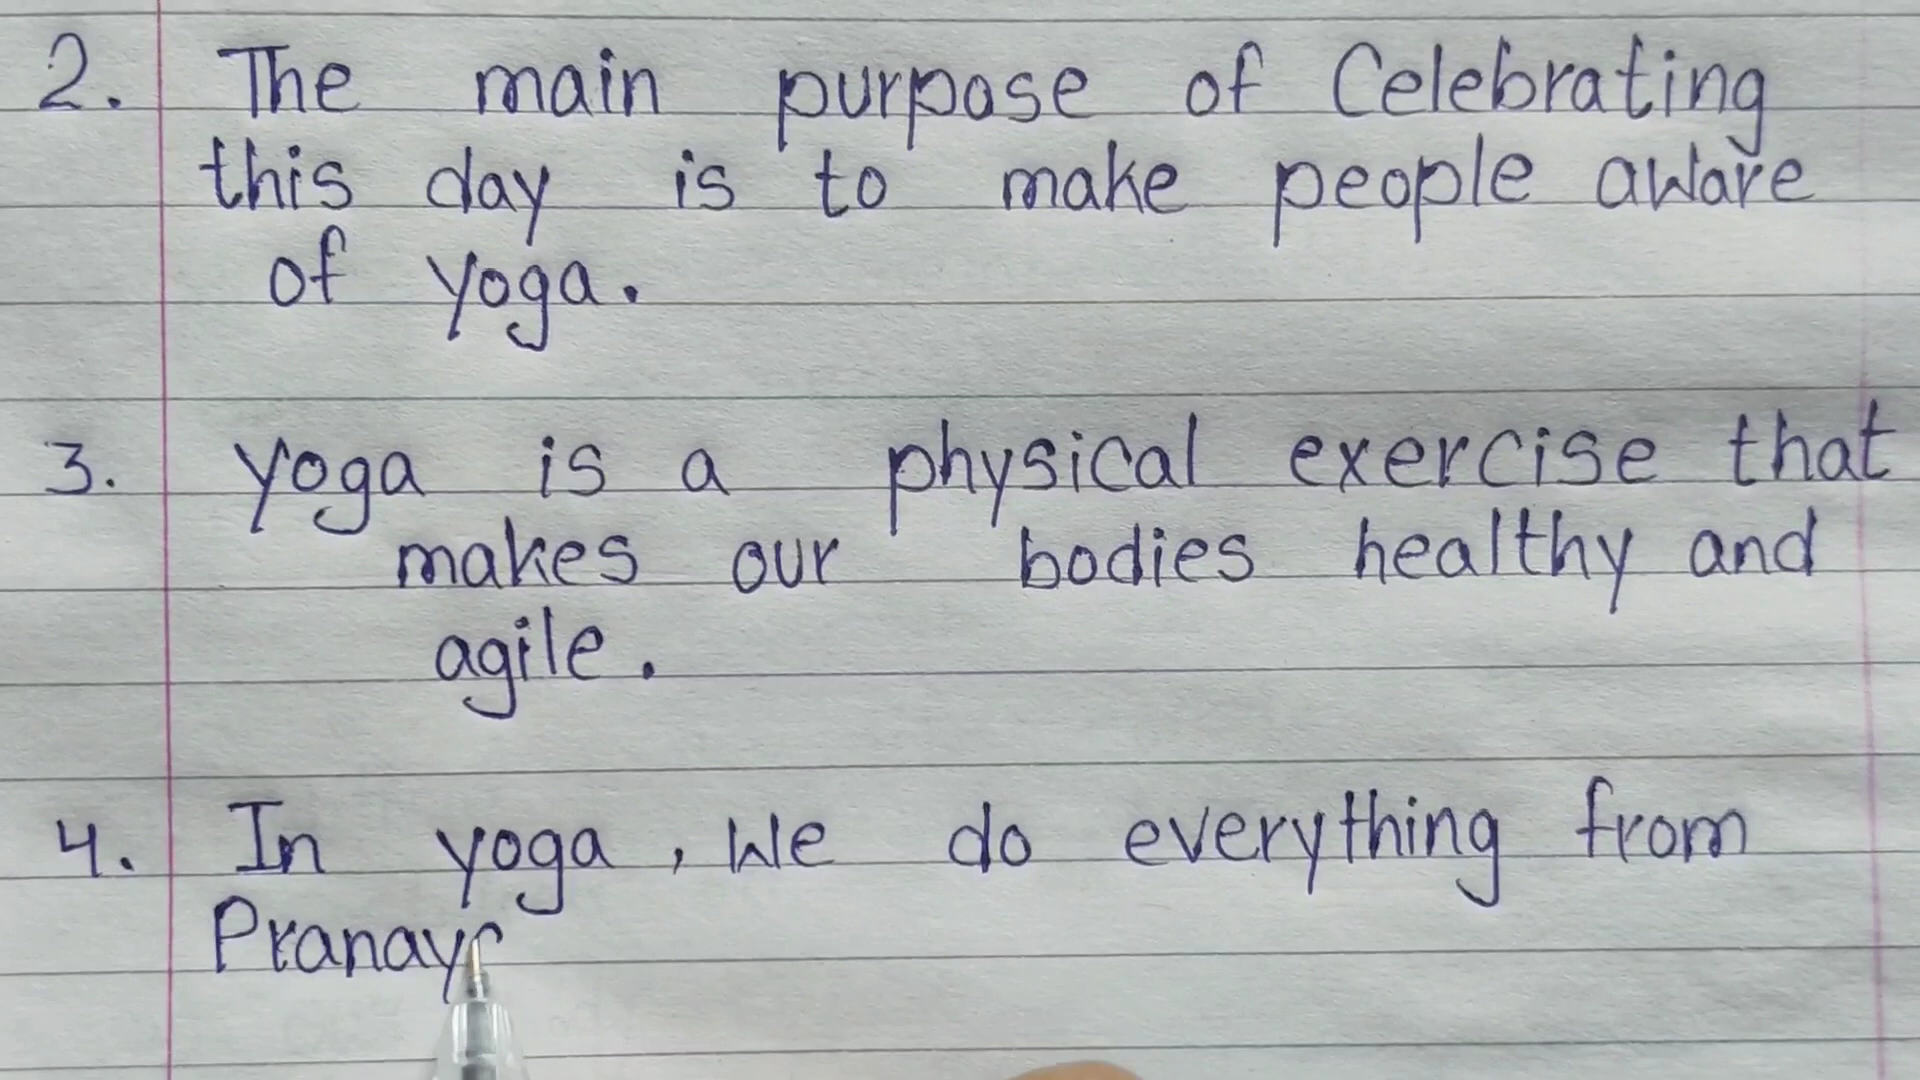 2. The main purpose of Celebrating
this day is to make people aware
of yoga.
3. yoga is a physical exercise that
makes our bodies healthy and
agile.
4. In yoga, We do everything from
Pranay